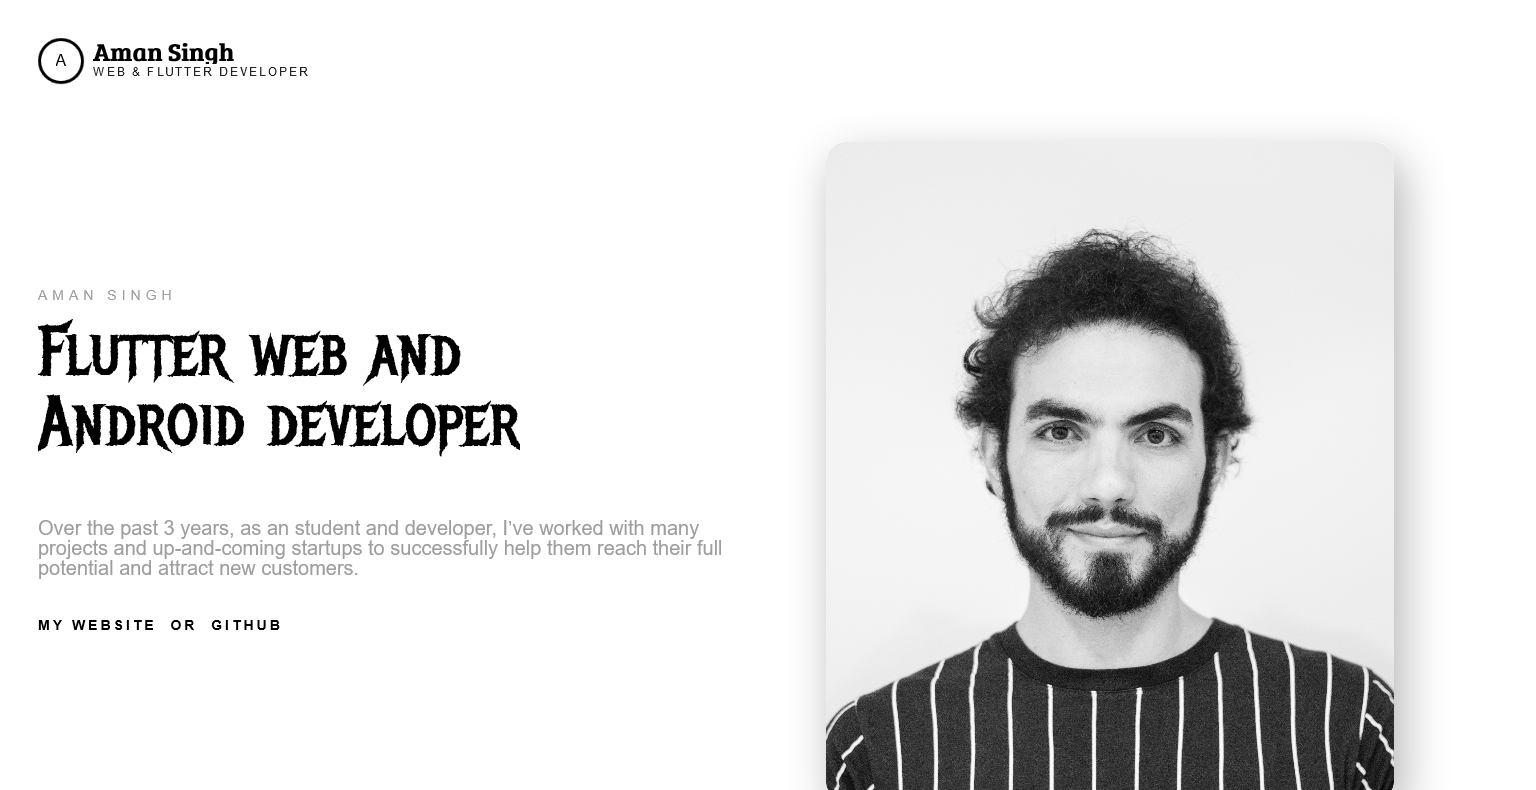 A
Aman Singh
WEB & FLUTTER DEVELOPER
AMAN SINGH
Flutter web and
Android developer
Over the past 3 years, as an student and developer, I’ve worked with many
projects and up-and-coming startups to successfully help them reach their full
potential and attract new customers.
MY WEBSITE OR GITHUB